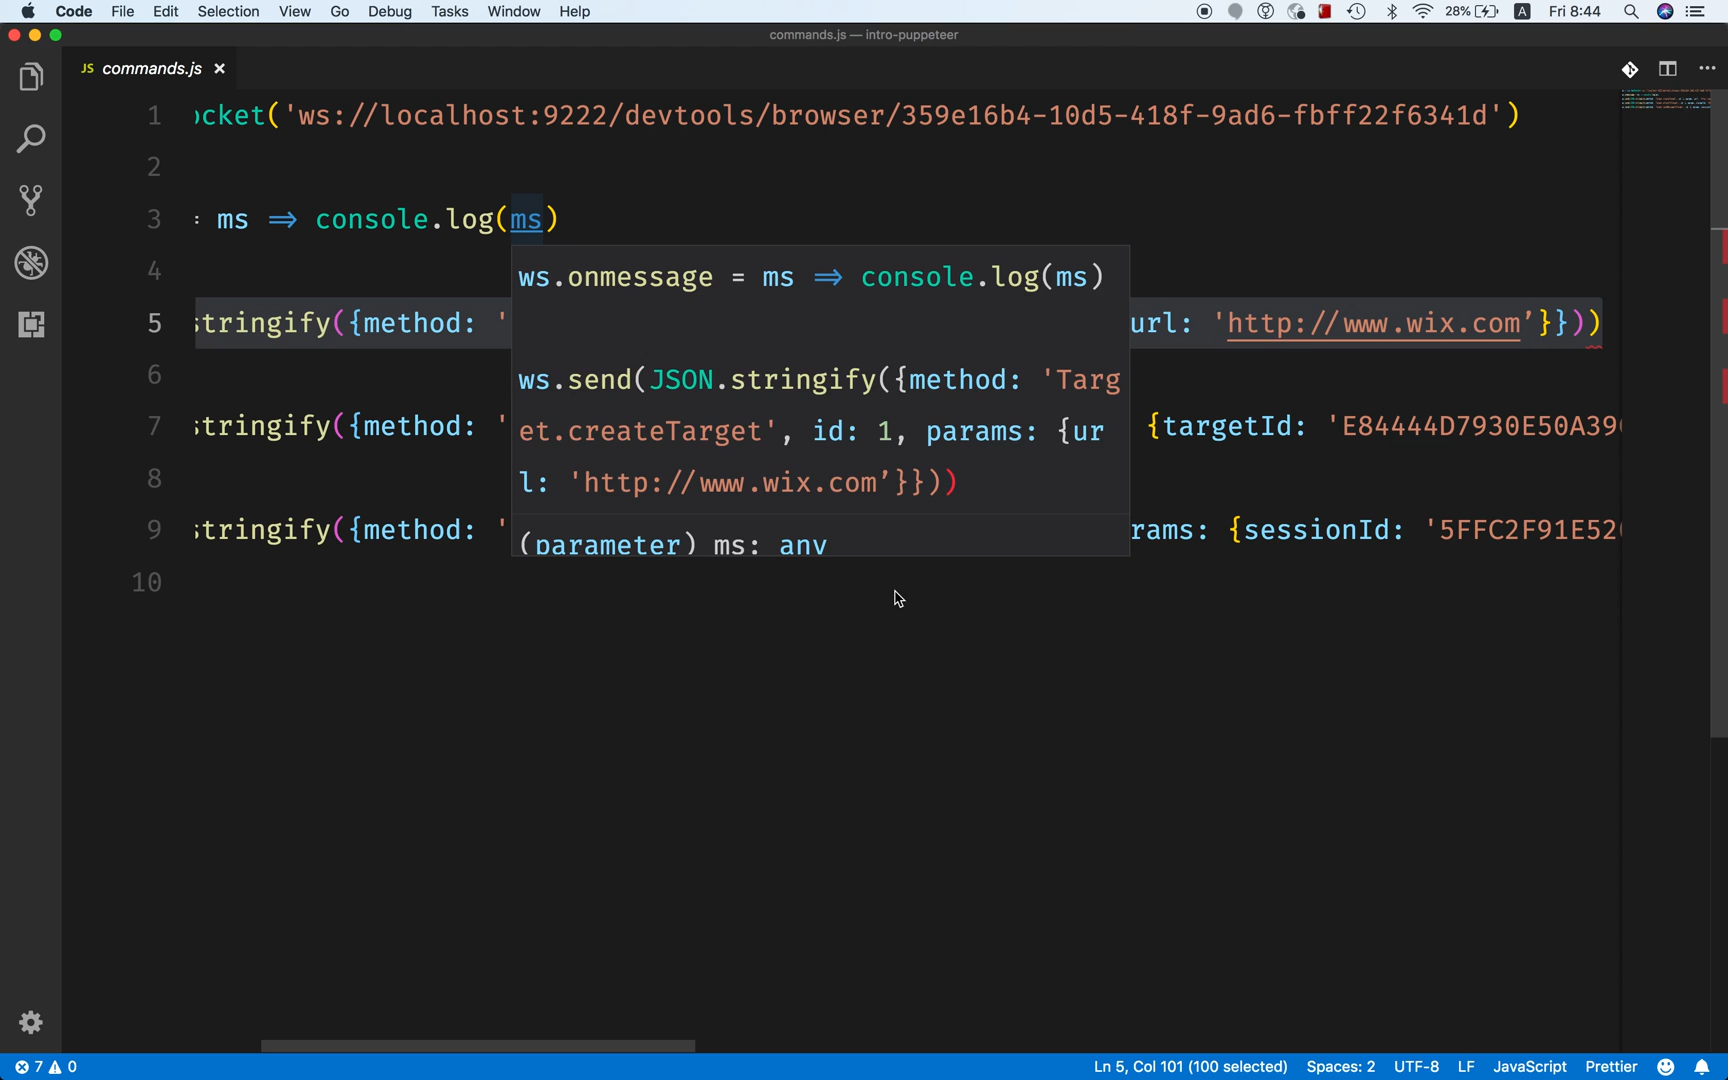 Code File Edit Selection View Go Debug Tasks Window Help 28% A Fri 8:44
commands.js — intro-puppeteer
JS commands.js ×
1 ocket('ws://localhost:9222/devtools/browser/359e16b4-10d5-418f-9ad6-fbff22f6341d')
2
3 = ms => console.log(ms)
4
ws.onmessage = ms => console.log(ms)
5 stringify({method: ' url: 'http://www.wix.com’}}))
6
ws.send(JSON.stringify({method: 'Targ
7 stringify({method: ' {targetId: 'E84444D7930E50A39
et.createTarget', id: 1, params: {ur
8
l: 'http://www.wix.com’}}))
9 stringify({method: ' rams: {sessionId: '5FFC2F91E52
(parameter) ms: any
10
7 0 Ln 5, Col 101 (100 selected) Spaces: 2 UTF-8 LF JavaScript Prettier